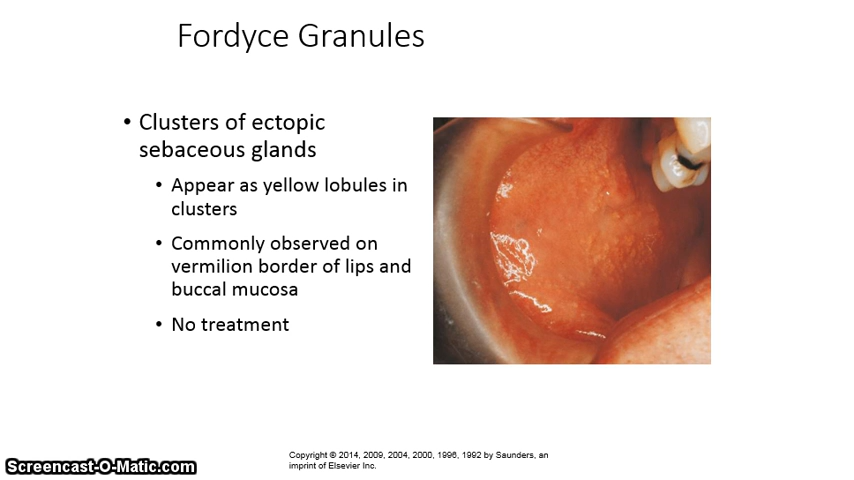 Fordyce Granules
• Clusters of ectopic
sebaceous glands
• Appear as yellow lobules in
clusters
• Commonly observed on
vermilion border of lips and
buccal mucosa
• No treatment
Copyright © 2014, 2009, 2004, 2000, 1996, 1992 by Saunders, an
imprint of Elsevier Inc.
Screencast-O-Matic.com